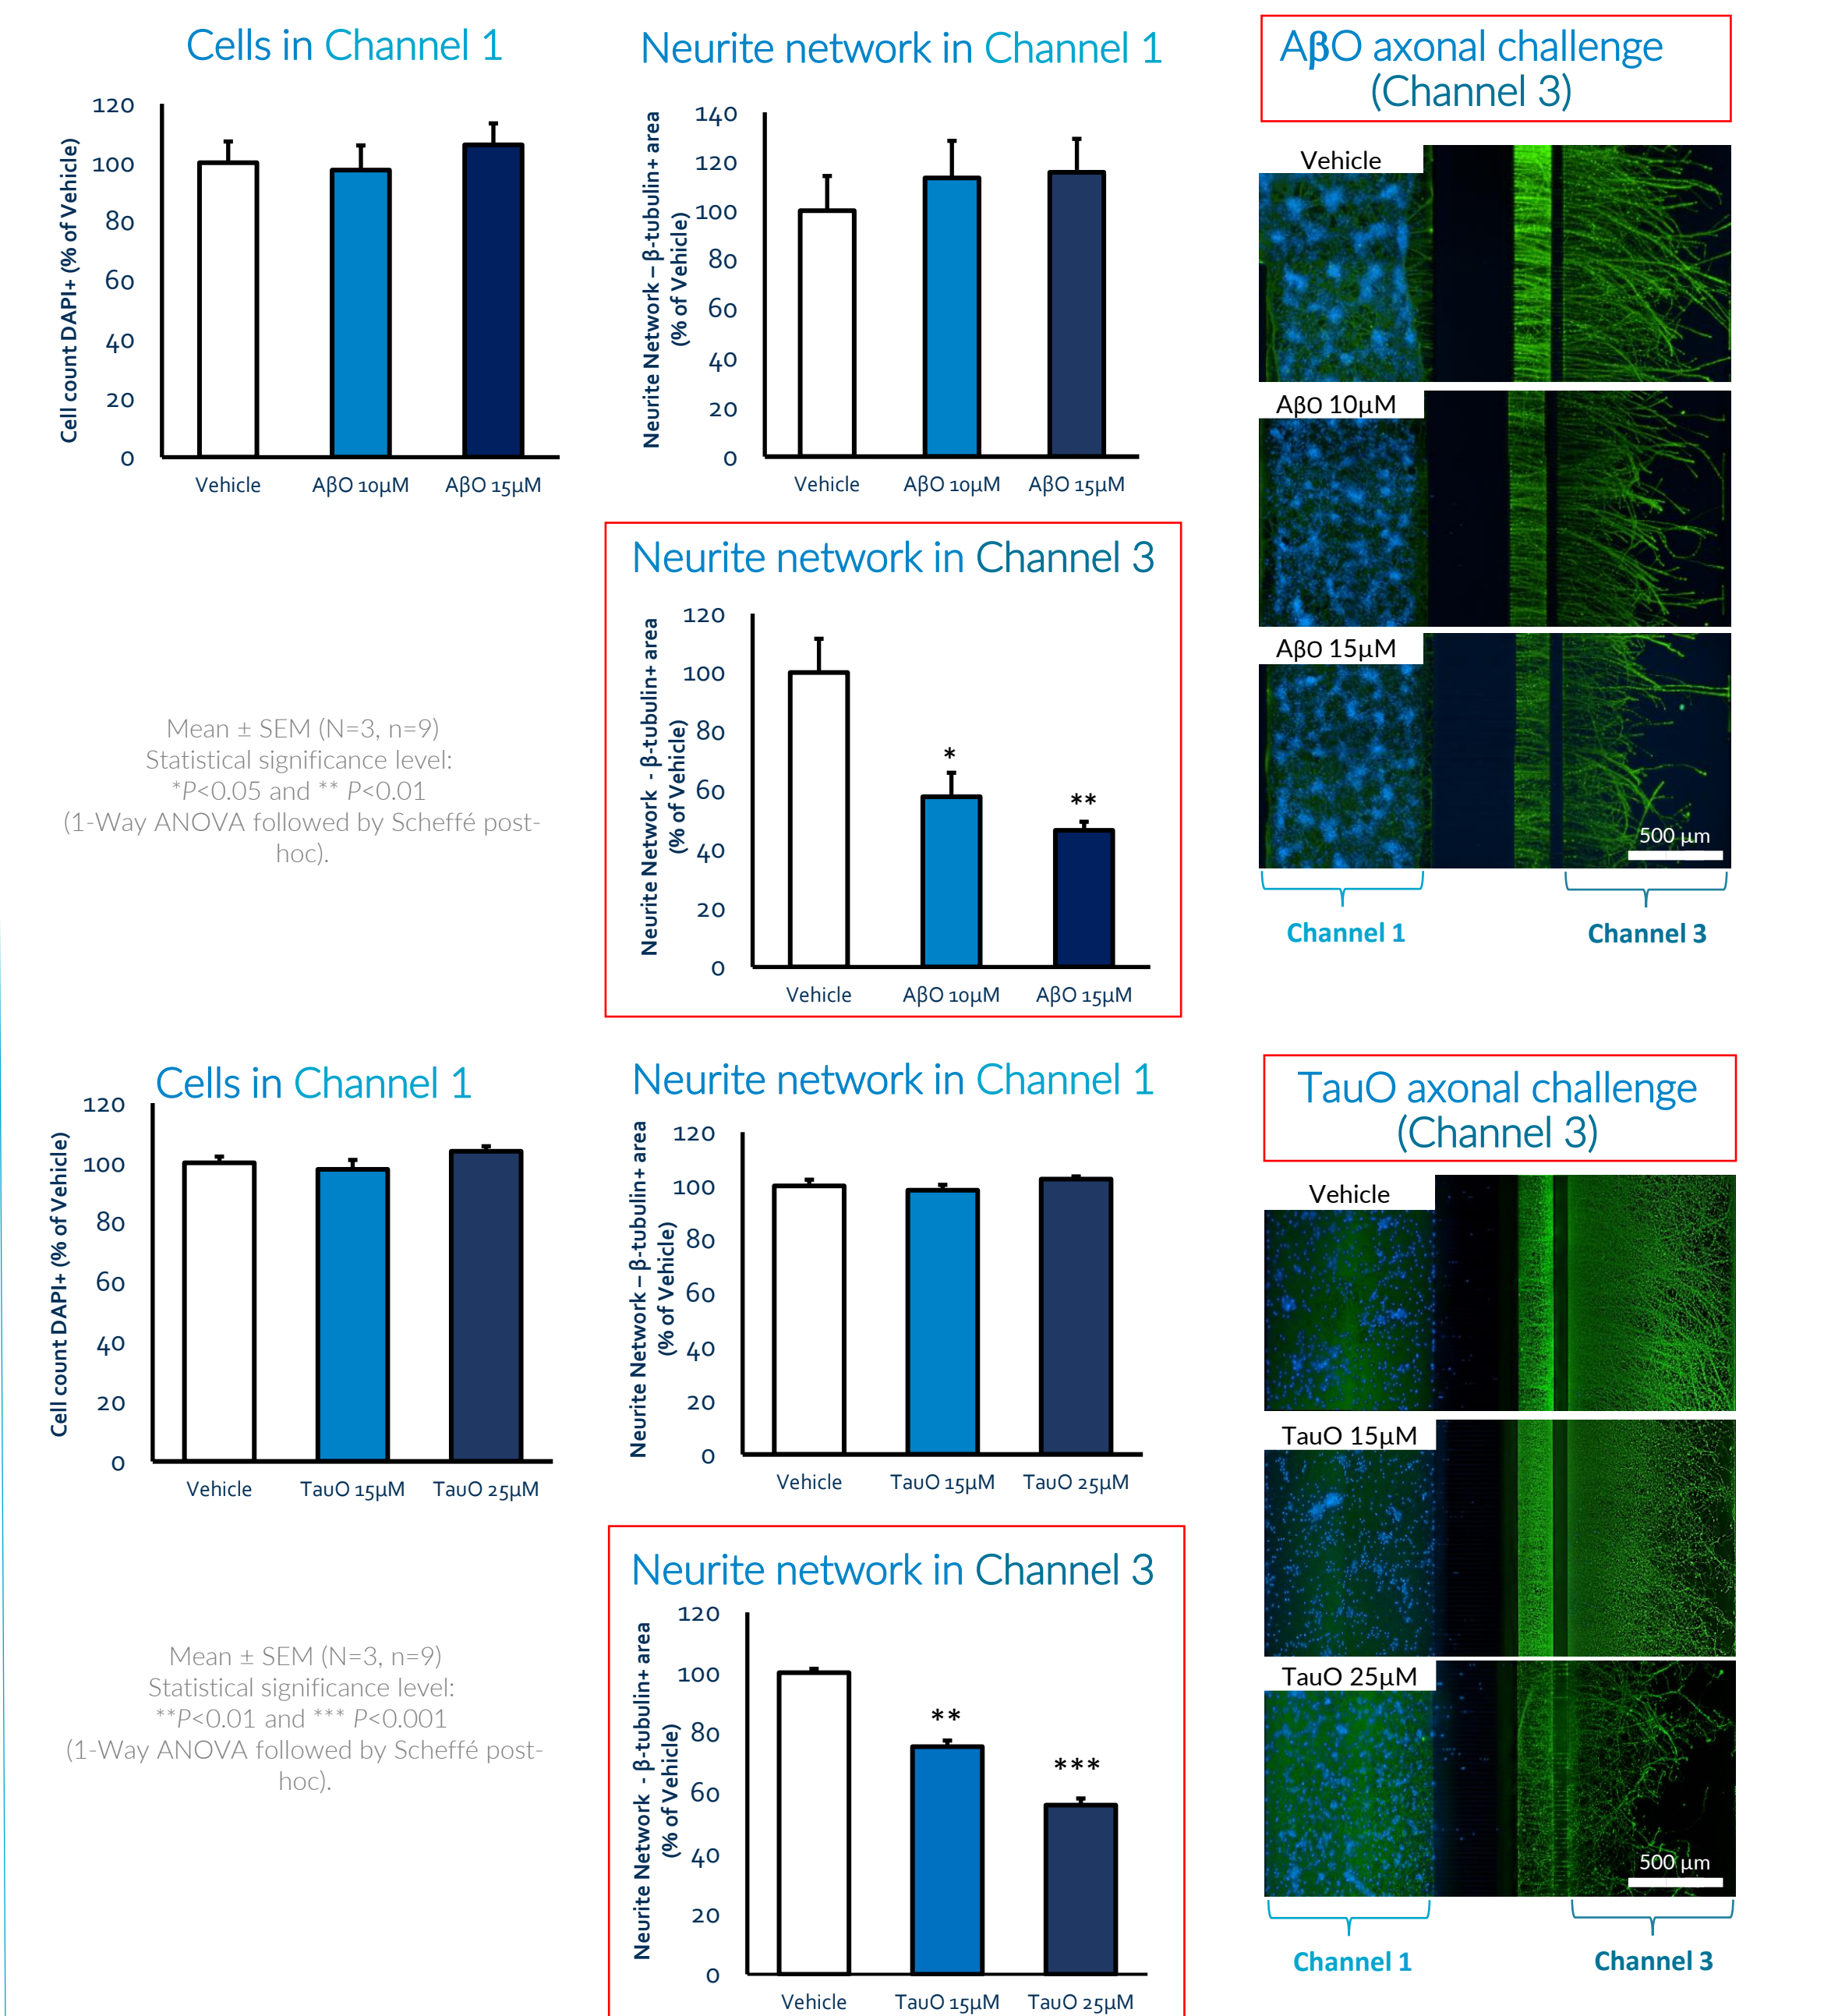 Cells in Channel 1
Cell count DAPI+ (% of Vehicle)
120
100
80
60
40
20
0
Vehicle AβO 10µM AβO 15µM
Neurite network in Channel 1
Neurite Network – β-tubulin+ area
(% of Vehicle)
140
120
100
80
60
40
20
0
Vehicle AβO 10µM AβO 15µM
AβO axonal challenge
(Channel 3)
Vehicle
AβO 10µM
AβO 15µM
500 µm
Channel 1 Channel 3
Neurite network in Channel 3
Neurite Network - β-tubulin+ area
(% of Vehicle)
120
100
80
60
40
20
0
*
**
Vehicle AβO 10µM AβO 15µM
Mean ± SEM (N=3, n=9)
Statistical significance level:
*P<0.05 and ** P<0.01
(1-Way ANOVA followed by Scheffé post-
hoc).
Cells in Channel 1
Cell count DAPI+ (% of Vehicle)
120
100
80
60
40
20
0
Vehicle TauO 15µM TauO 25µM
Neurite network in Channel 1
Neurite Network – β-tubulin+ area
(% of Vehicle)
120
100
80
60
40
20
0
Vehicle TauO 15µM TauO 25µM
TauO axonal challenge
(Channel 3)
Vehicle
TauO 15µM
TauO 25µM
500 µm
Channel 1 Channel 3
Mean ± SEM (N=3, n=9)
Statistical significance level:
**P<0.01 and *** P<0.001
(1-Way ANOVA followed by Scheffé post-
hoc).
Neurite network in Channel 3
Neurite Network - β-tubulin+ area
(% of Vehicle)
120
100
80
60
40
20
0
**
***
Vehicle TauO 15µM TauO 25µM